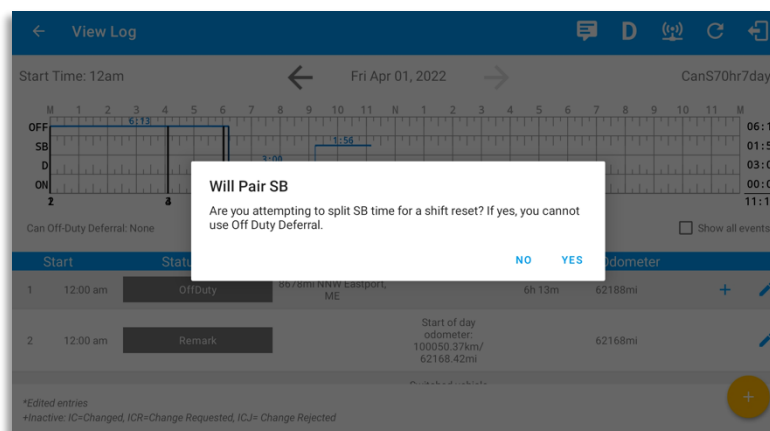 View Log
D
Start Time: 12am
Fri Apr 01, 2022
CanS70hr7day
M 1 2 3 4 5 6 7 8 9 10 11 N 1 2 3 4 5 6 7 8 9 10 11 M
OFF 6:13 06:1
SB 1:56 01:5
D 3:00 03:0
ON 00:0
11:1
Will Pair SB
Are you attempting to split SB time for a shift reset? If yes, you cannot
use Off Duty Deferral.
NO YES
Can Off-Duty Deferral: None
Show all events
Start Statu Odometer
1 12:00 am OffDuty 8678mi NNW Eastport, 6h 13m 62188mi
ME
Start of day
odometer:
2 12:00 am Remark 100050.37km/ 62168mi
62168.42mi
*Edited entries
+Inactive: IC=Changed, ICR=Change Requested, ICJ= Change Rejected